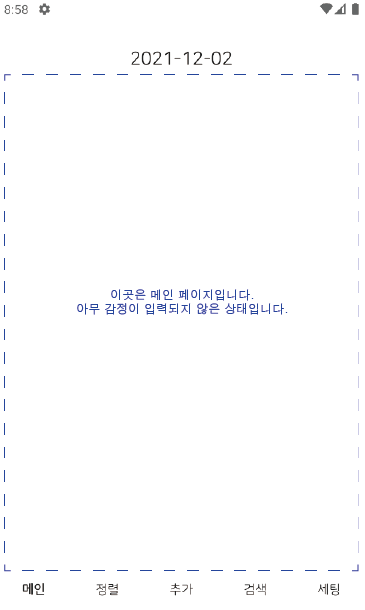 8:58
2021-12-02
이곳은 메인 페이지입니다.
아무 감정이 입력되지 않은 상태입니다.
메인 정렬 추가 검색 세팅